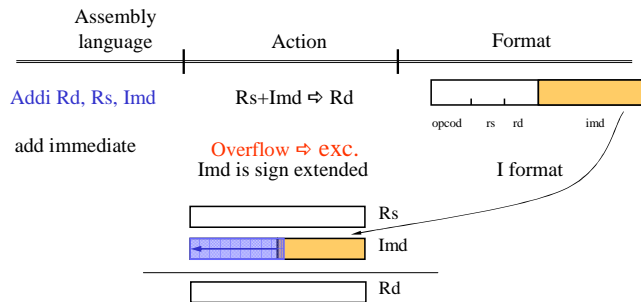 Assembly language
Action
Format
Addi Rd, Rs, Imd
Rs+Imd ⇨ Rd
opcod rs rd imd
add immediate
Overflow ⇨ exc.
Imd is sign extended
I format
Rs
Imd
Rd